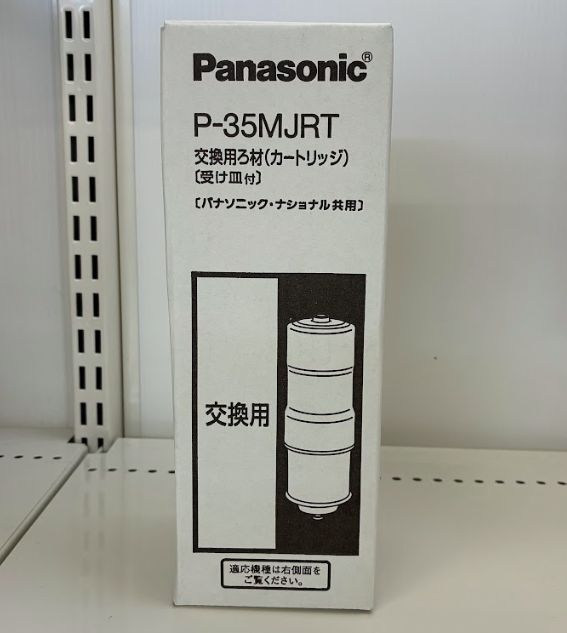 Panasonic®
P-35MJRT
交換用ろ材(カートリッジ)
〔受け皿付〕
〔パナソニック・ナショナル共用〕
交換用
適応機種は右側面を
ご覧ください。